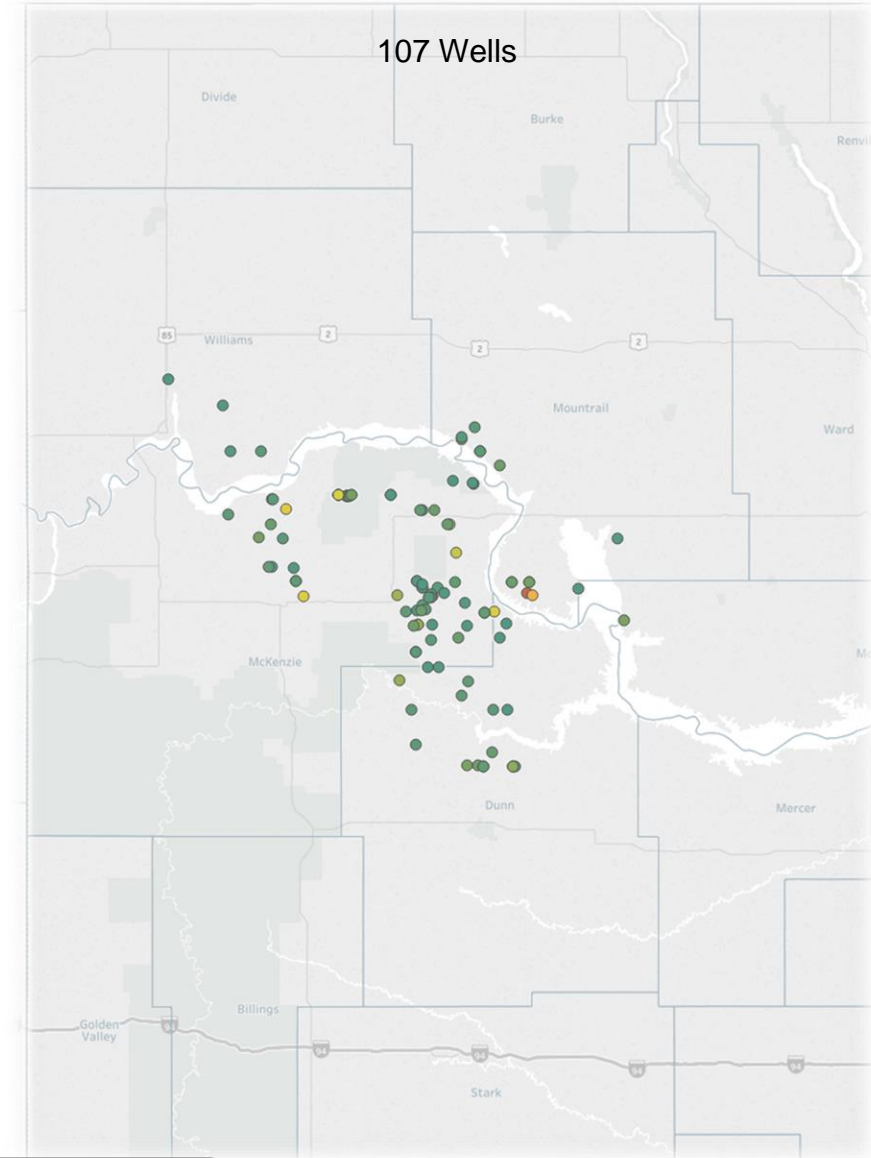 107 Wells
Divide
Burke
85
Williams
2
2
2
Mountrail
Ward
McKenzie
Dunn
Mercer
Billings
Golden
Valley
94
94
94
94
94
Stark